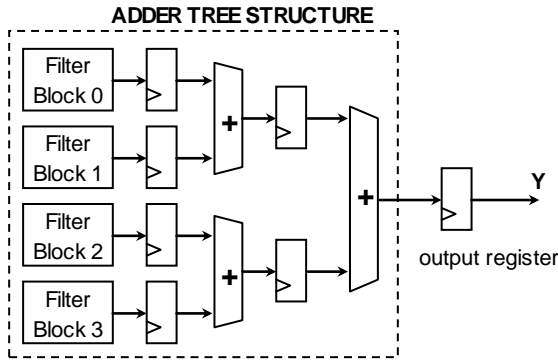 ADDER TREE STRUCTURE
Filter
Block 0
Filter
Block 1
+
Filter
Block 2
Filter
Block 3
+
+
Y
output register